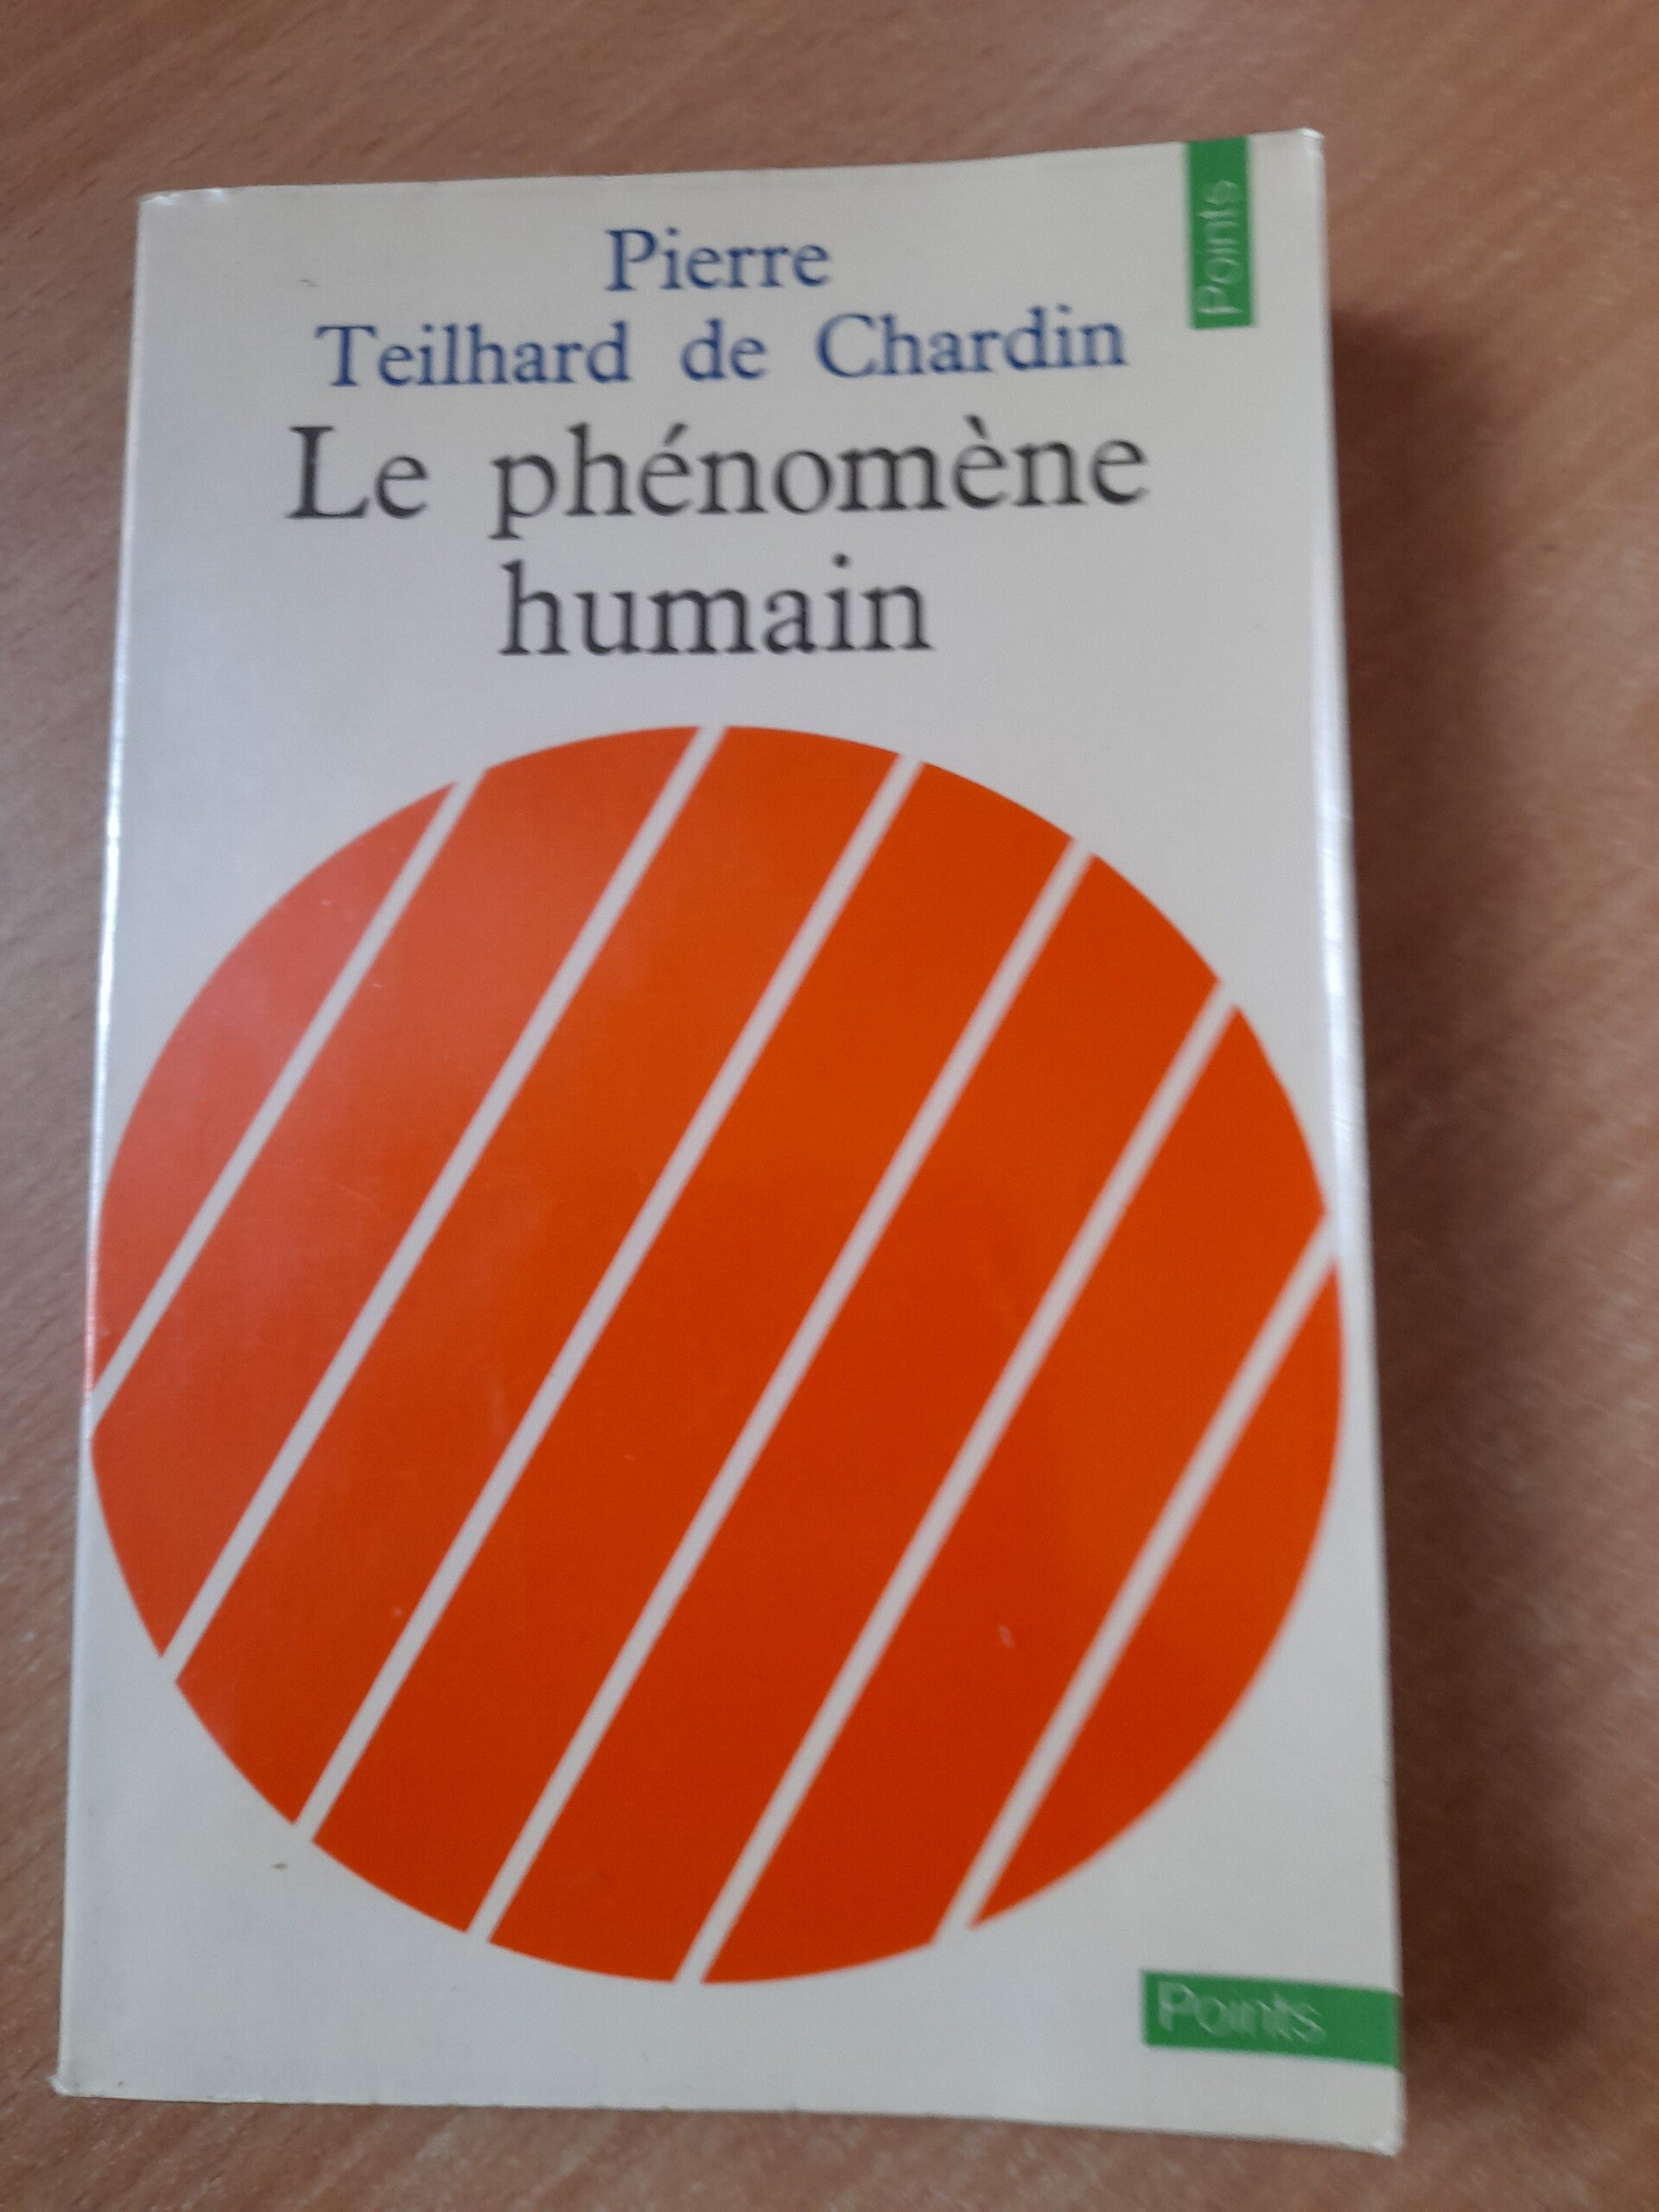 Points
Pierre
Teilhard de Chardin
Le phénomène
humain
Points